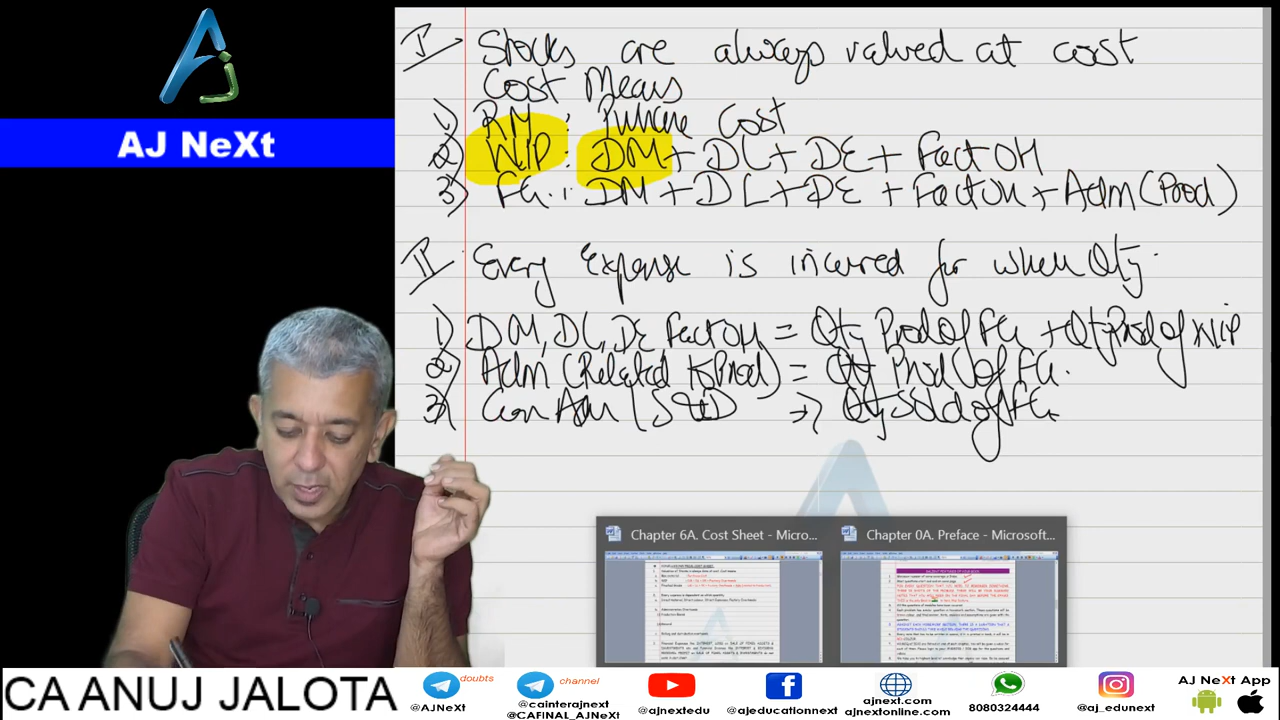 AJ NeXt
I Stocks are always valued at cost
Cost Means
1) RM : Purchase Cost
2) WIP : DM + DL + DE + Fact OH
3) FG : DM + DL + DE + Fact OH + Adm (Prod)
II Every Expense is incurred for when Qty.
1) DM, DL, DE Fact OH = Qty Prod of FG + Qty Prod of WIP
2) Adm (Related to Prod) = Qty Prod of FG.
3) Gen Adm | S & D → Qty Sold of FG
Chapter 6A. Cost Sheet - Micro...
Chapter 0A. Preface - Microsoft...
CA ANUJ JALOTA
doubts
@AJNeXt
channel
@cainterajnext
@CAFINAL_AJNeXt
@ajnextedu
@ajeducationnext
ajnext.com
ajnextonline.com
8080324444
@aj_edunext
AJ NeXt App